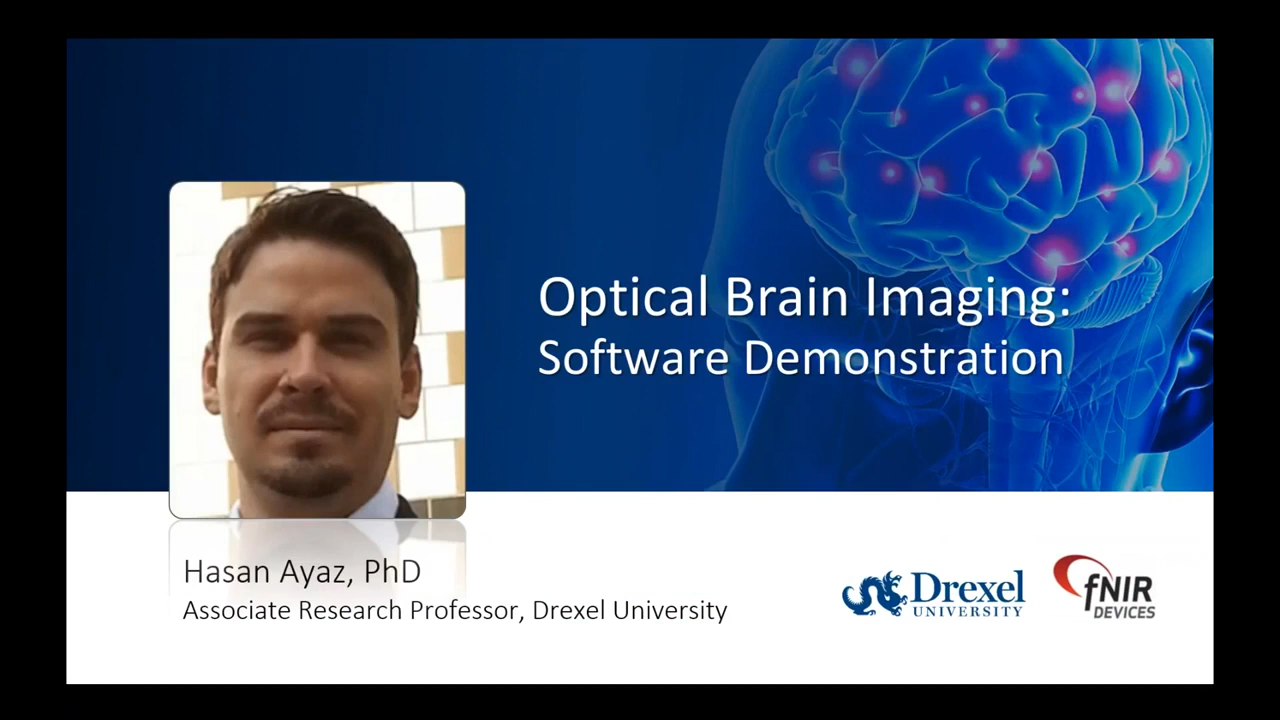 Optical Brain Imaging:
Software Demonstration
Hasan Ayaz, PhD
Associate Research Professor, Drexel University
Drexel
UNIVERSITY
fNIR
DEVICES